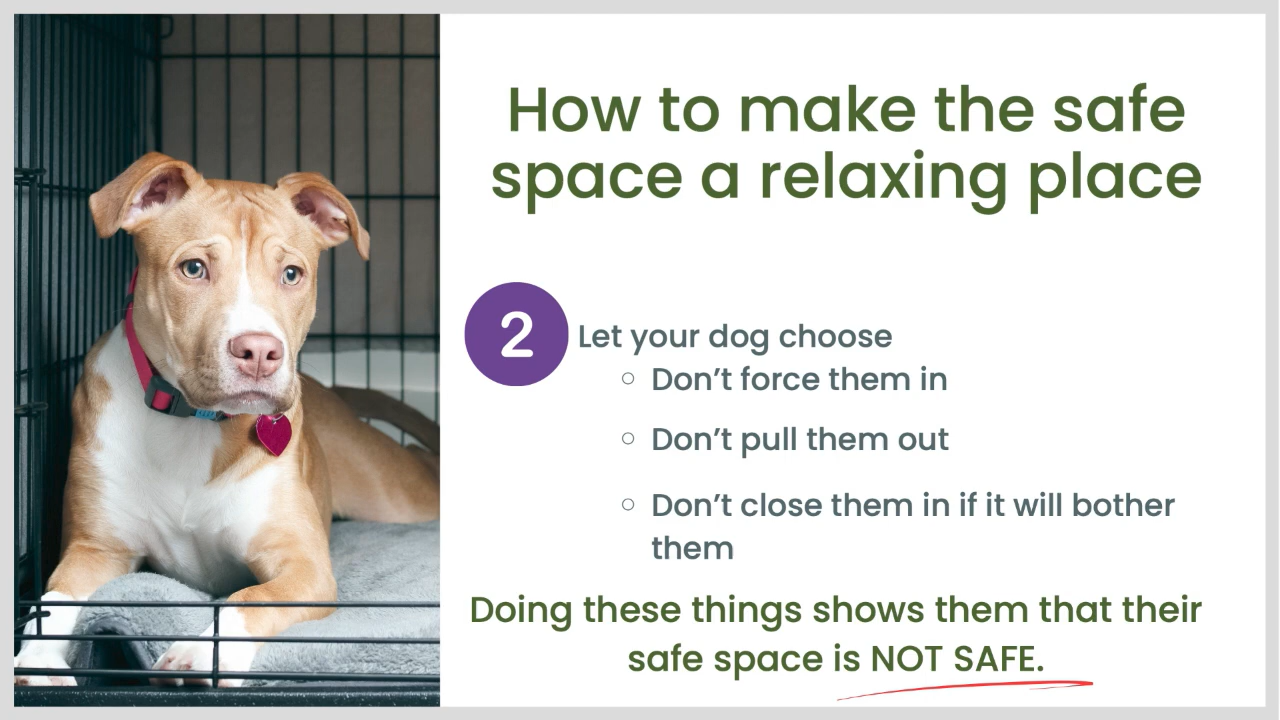 How to make the safe
space a relaxing place
2
Let your dog choose
Don’t force them in
Don’t pull them out
Don’t close them in if it will bother
them
Doing these things shows them that their
safe space is NOT SAFE.